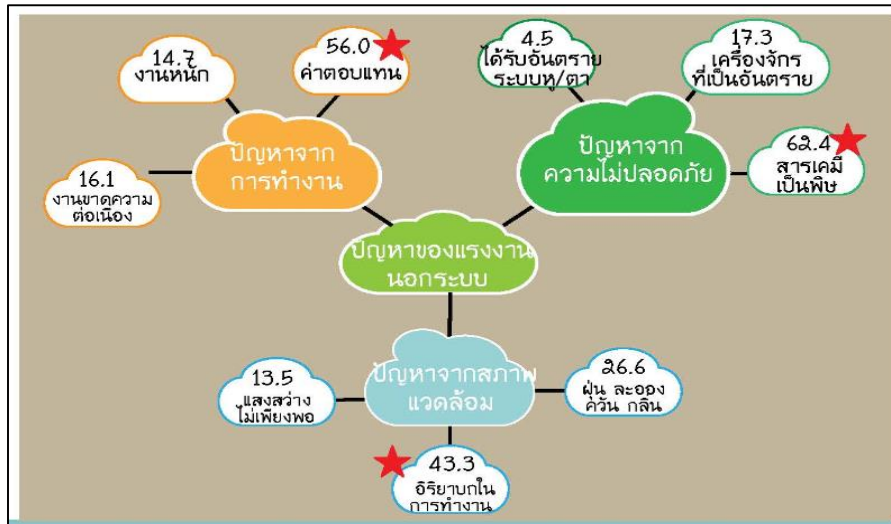 14.7
งานหนัก
56.0
ค่าตอบแทน
16.1
งานขาดความ
ต่อเนื่อง
ปัญหาจาก
การทำงาน
4.5
ได้รับอันตราย
ระบบหู/ตา
17.3
เครื่องจักร
ที่เป็นอันตราย
62.4
สารเคมี
เป็นพิษ
ปัญหาจาก
ความไม่ปลอดภัย
ปัญหาของแรงงาน
นอกระบบ
ปัญหาจากสภาพ
แวดล้อม
13.5
แสงสว่าง
ไม่เพียงพอ
26.6
ฝุ่น ละออง
ควัน กลิ่น
43.3
อิริยาบถใน
การทำงาน